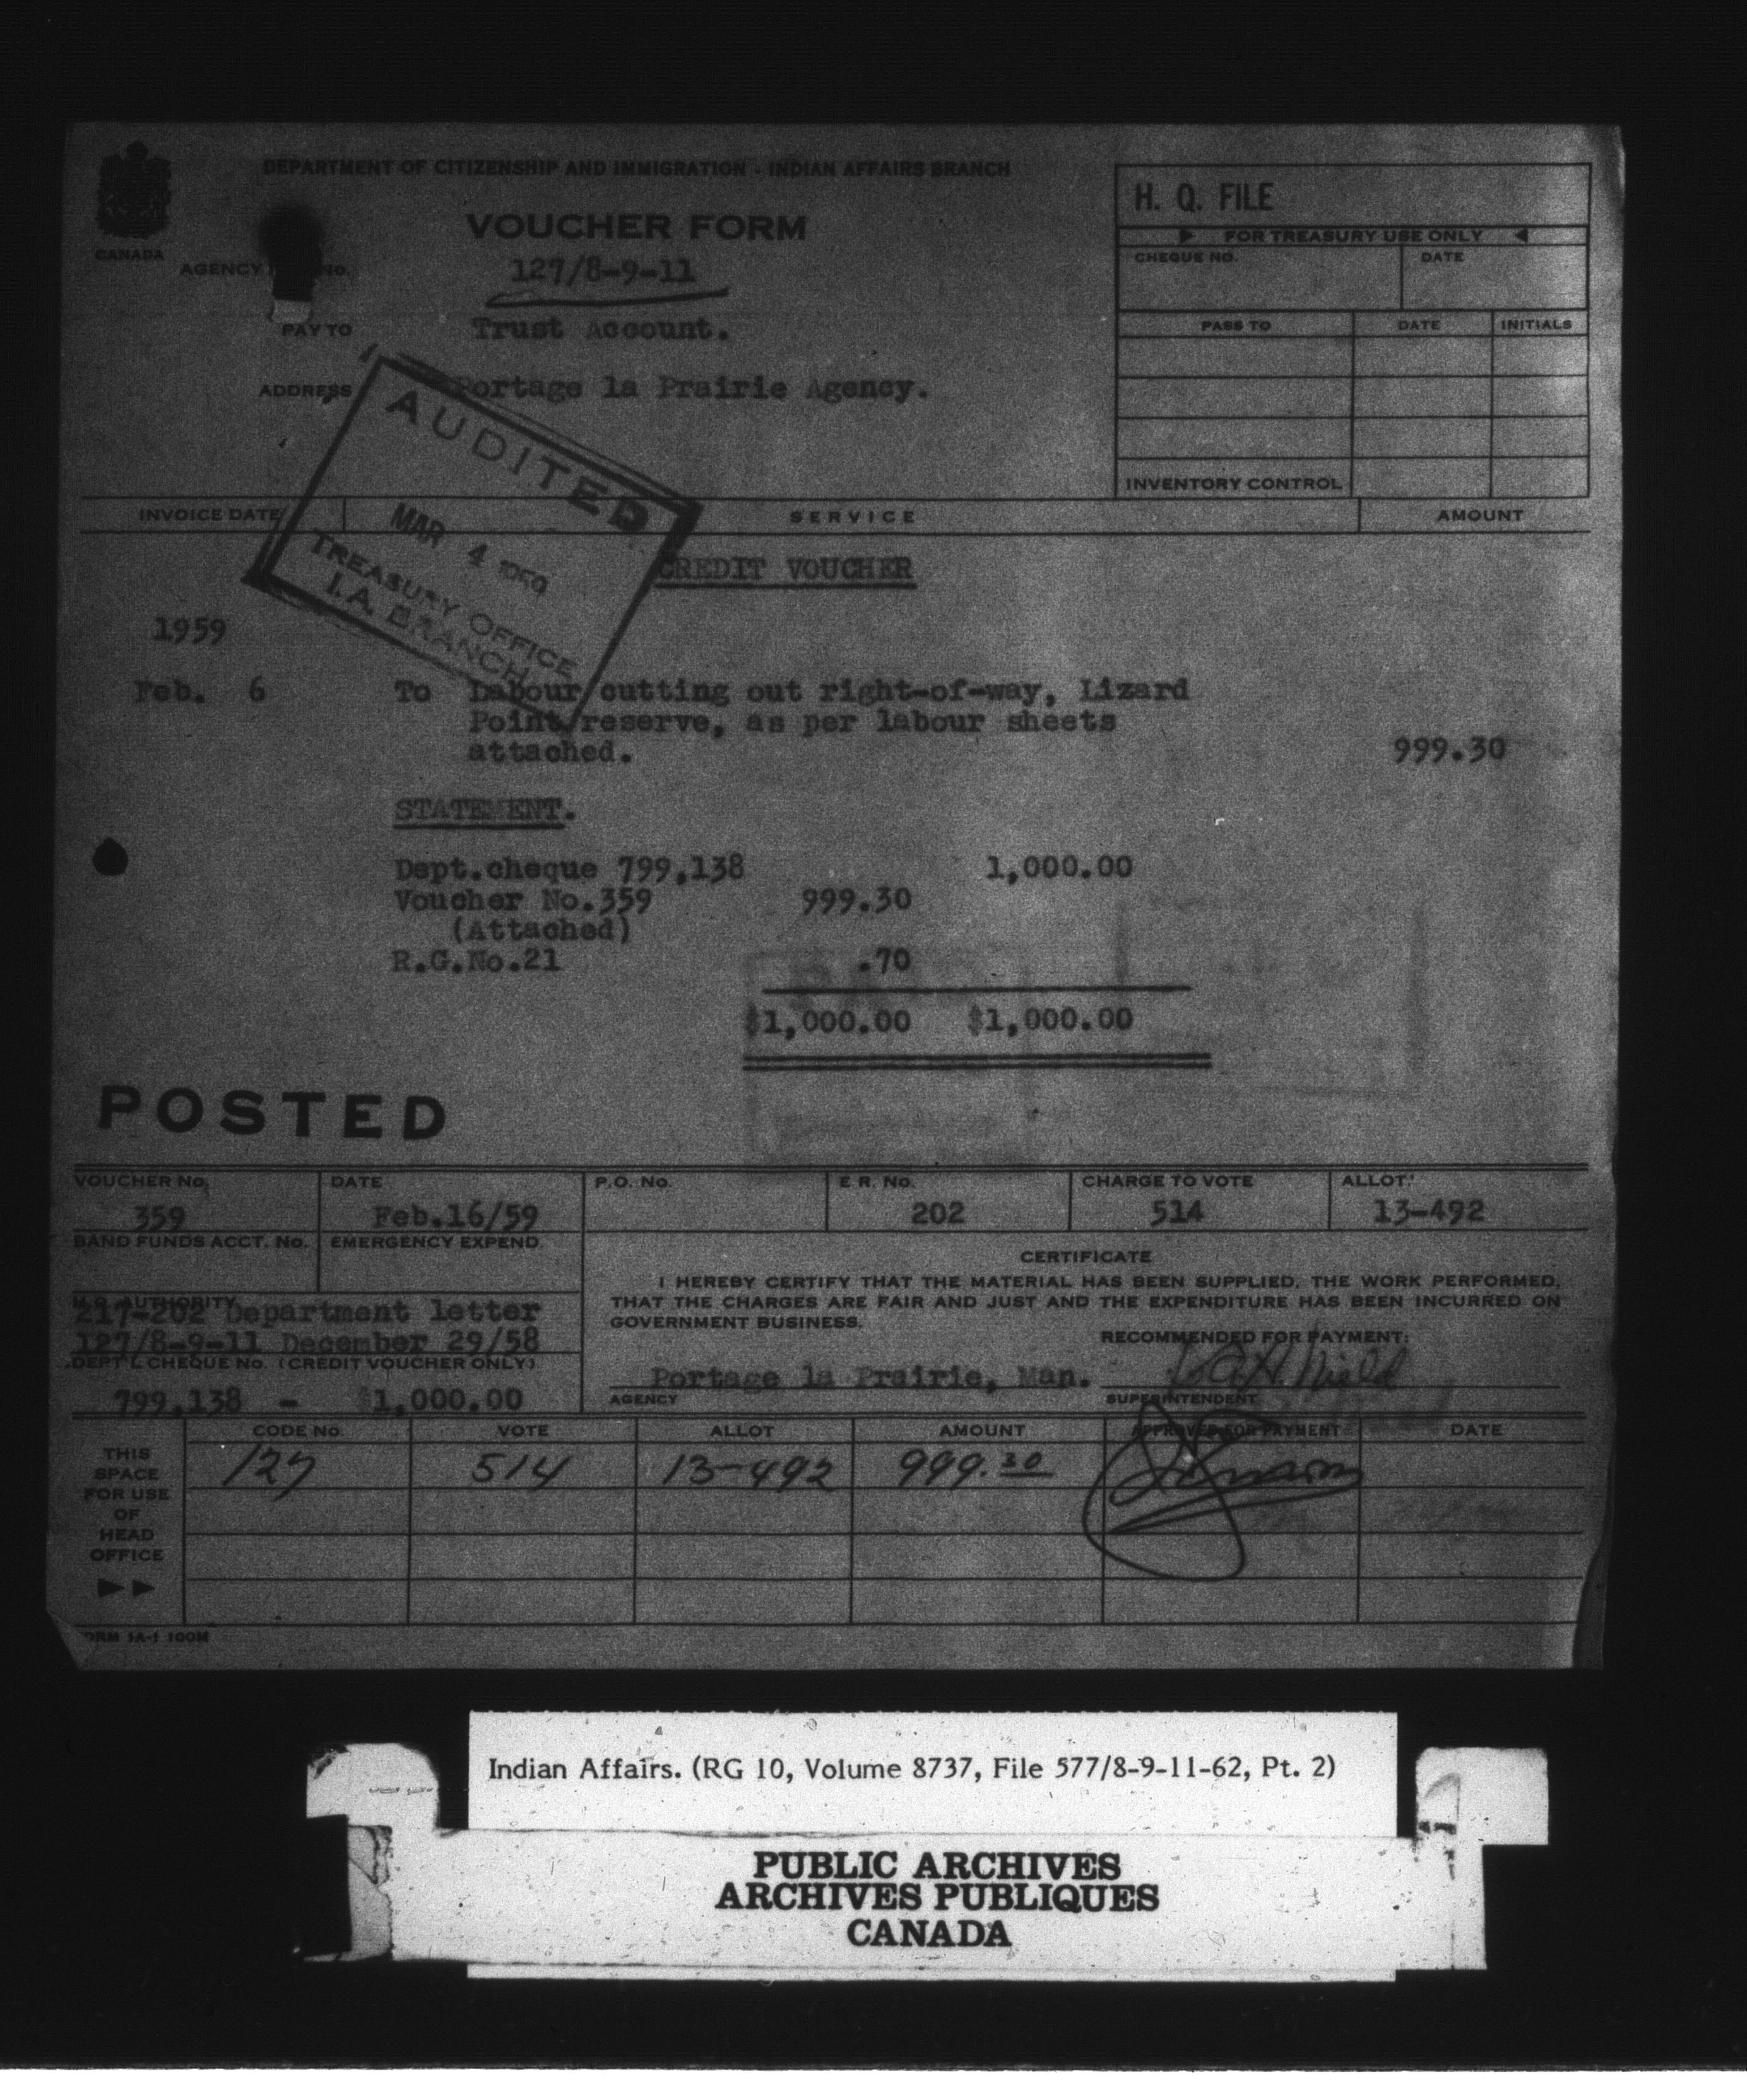 DEPARTMENT OF CITIZENSHIP AND IMMIGRATION - INDIAN AFFAIRS BRANCH
CANADA
VOUCHER FORM
H. Q. FILE
FOR TREASURY USE ONLY
CHEQUE NO. DATE
AGENCY No. 127/8-9-11
PAY TO Trust Account.
PASS TO DATE INITIALS
ADDRESS Portage la Prairie Agency.
INVENTORY CONTROL
AUDITED
MAR 4 1959
TREASURY OFFICE
I.A. BRANCH
INVOICE DATE SERVICE AMOUNT
CREDIT VOUCHER
1959
Feb. 6 To Labour cutting out right-of-way, Lizard
Point reserve, as per labour sheets
attached. 999.30
STATEMENT.
Dept.cheque 799,138 1,000.00
Voucher No.359 999.30
(Attached)
R.G.No.21 .70
$1,000.00 $1,000.00
POSTED
VOUCHER No. DATE P.O. No. E R. No. CHARGE TO VOTE ALLOT.
359 Feb.16/59 202 514 13-492
BAND FUNDS ACCT. No. EMERGENCY EXPEND.
CERTIFICATE
I HEREBY CERTIFY THAT THE MATERIAL HAS BEEN SUPPLIED, THE WORK PERFORMED,
THAT THE CHARGES ARE FAIR AND JUST AND THE EXPENDITURE HAS BEEN INCURRED ON
GOVERNMENT BUSINESS.
H.Q. AUTHORITY
217-202 Department letter
127/8-9-11 December 29/58
RECOMMENDED FOR PAYMENT:
DEPT'L CHEQUE No. (CREDIT VOUCHER ONLY)
799,138 - $1,000.00
Portage la Prairie, Man.
AGENCY SUPERINTENDENT
CODE NO. VOTE ALLOT AMOUNT APPROVED FOR PAYMENT DATE
127 514 13-492 999.30
THIS
SPACE
FOR USE
OF
HEAD
OFFICE
FORM 1A-1 100M
Indian Affairs. (RG 10, Volume 8737, File 577/8-9-11-62, Pt. 2)
PUBLIC ARCHIVES
ARCHIVES PUBLIQUES
CANADA